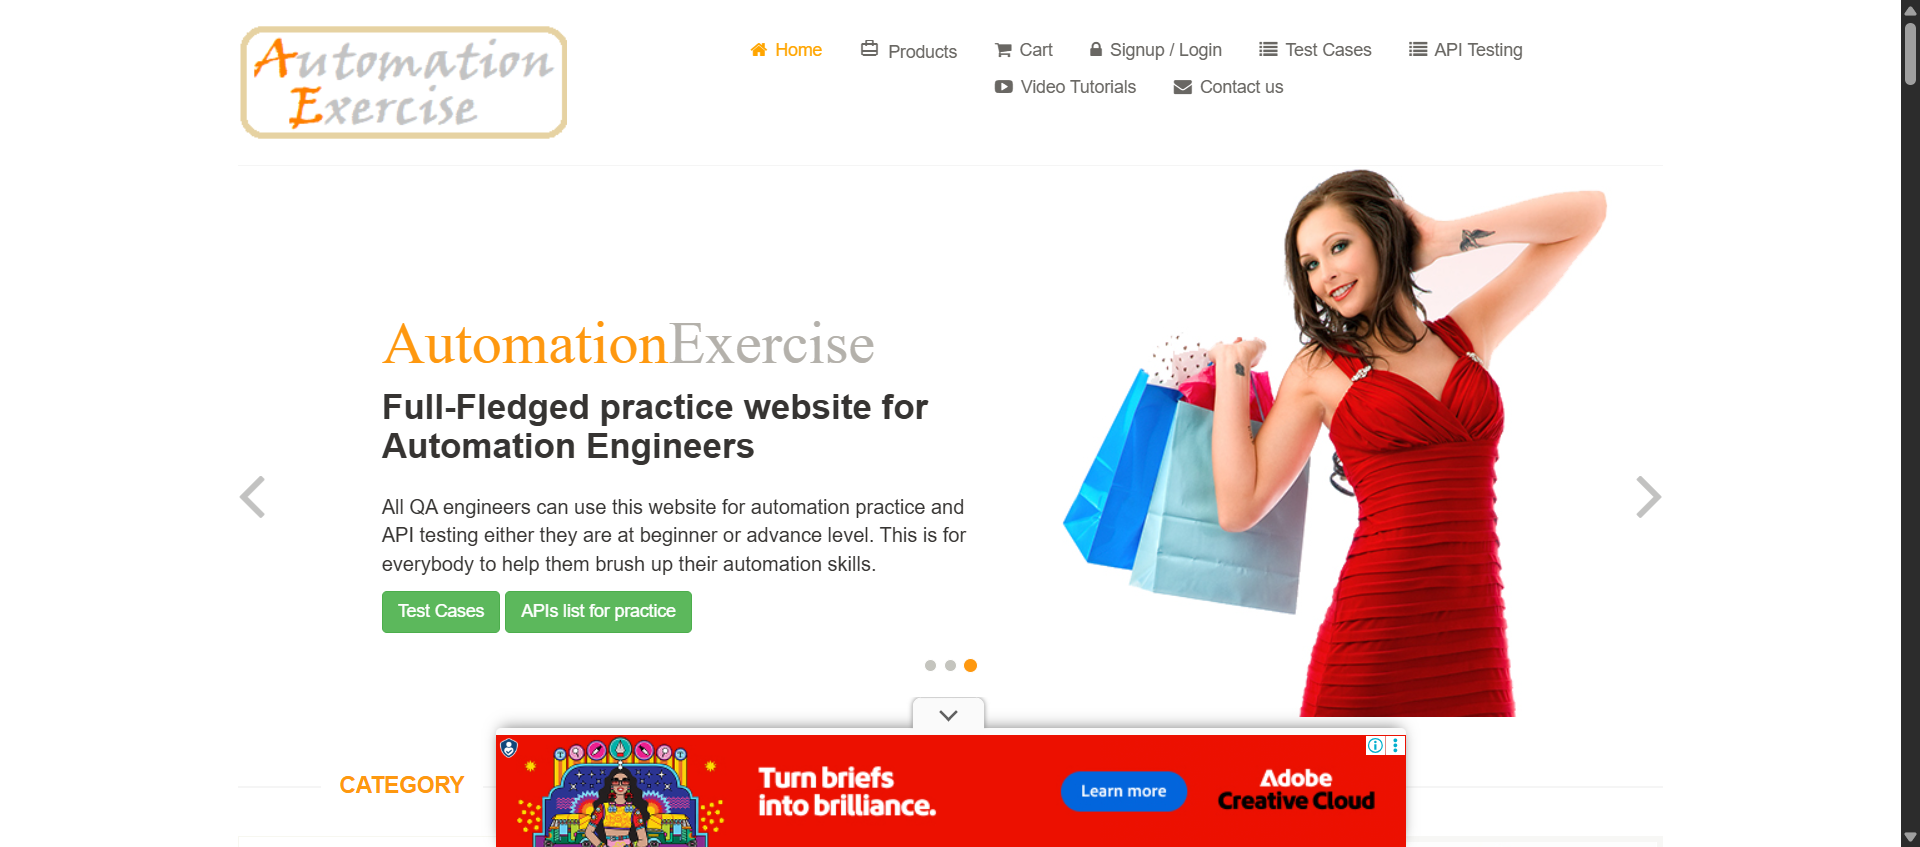 Automation
Exercise
Home
Products
Cart
Signup / Login
Test Cases
API Testing
Video Tutorials
Contact us
AutomationExercise
Full-Fledged practice website for
Automation Engineers
All QA engineers can use this website for automation practice and
API testing either they are at beginner or advance level. This is for
everybody to help them brush up their automation skills.
Test Cases
APIs list for practice
CATEGORY
Turn briefs
into brilliance.
Learn more
Adobe
Creative Cloud